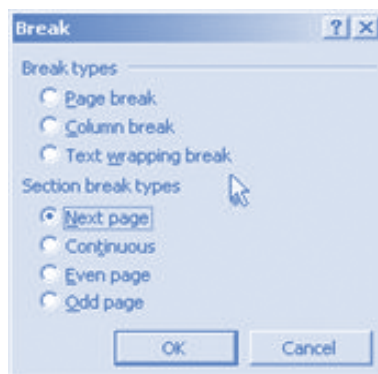 Break ? ×
Break types
Page break
Column break
Text wrapping break
Section break types
Next page
Continuous
Even page
Odd page
OK Cancel